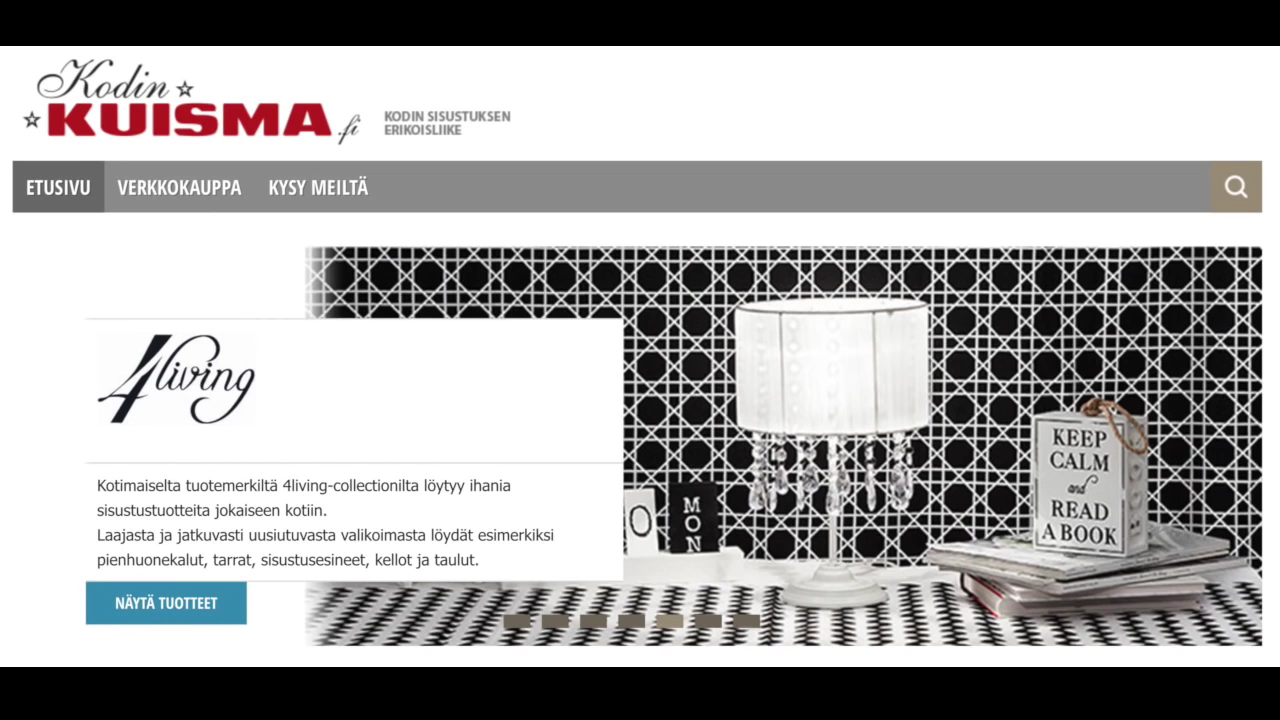 Kodin
KUISMA.fi
KODIN SISUSTUKSEN
ERIKOISLIIKE
ETUSIVU VERKKOKAUPPA KYSY MEILTÄ
4living
Kotimaiselta tuotemerkiltä 4living-collectionilta löytyy ihania
sisustustuotteita jokaiseen kotiin.
Laajasta ja jatkuvasti uusiutuvasta valikoimasta löydät esimerkiksi
pienhuonekalut, tarrat, sisustusesineet, kellot ja taulut.
NÄYTÄ TUOTTEET
O
MON
KEEP
CALM
and
READ
A BOOK